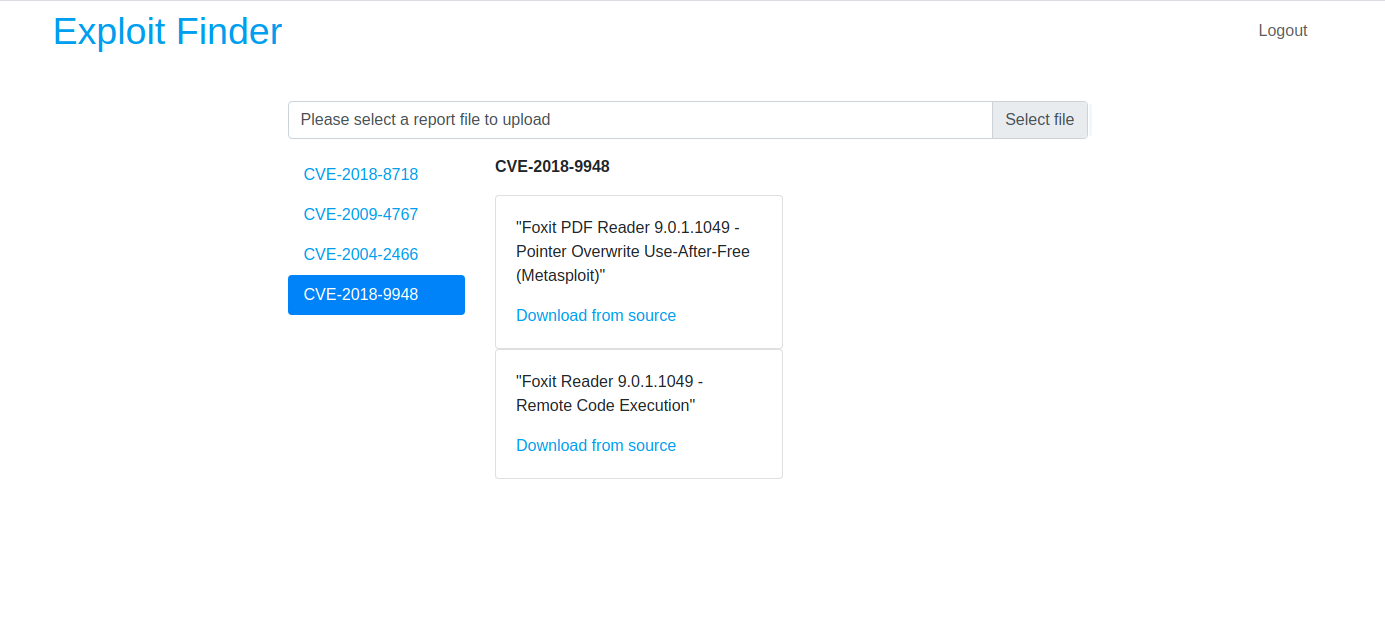 Exploit Finder
Logout
Please select a report file to upload
Select file
CVE-2018-8718
CVE-2009-4767
CVE-2004-2466
CVE-2018-9948
CVE-2018-9948
"Foxit PDF Reader 9.0.1.1049 -
Pointer Overwrite Use-After-Free
(Metasploit)"
Download from source
"Foxit Reader 9.0.1.1049 -
Remote Code Execution"
Download from source